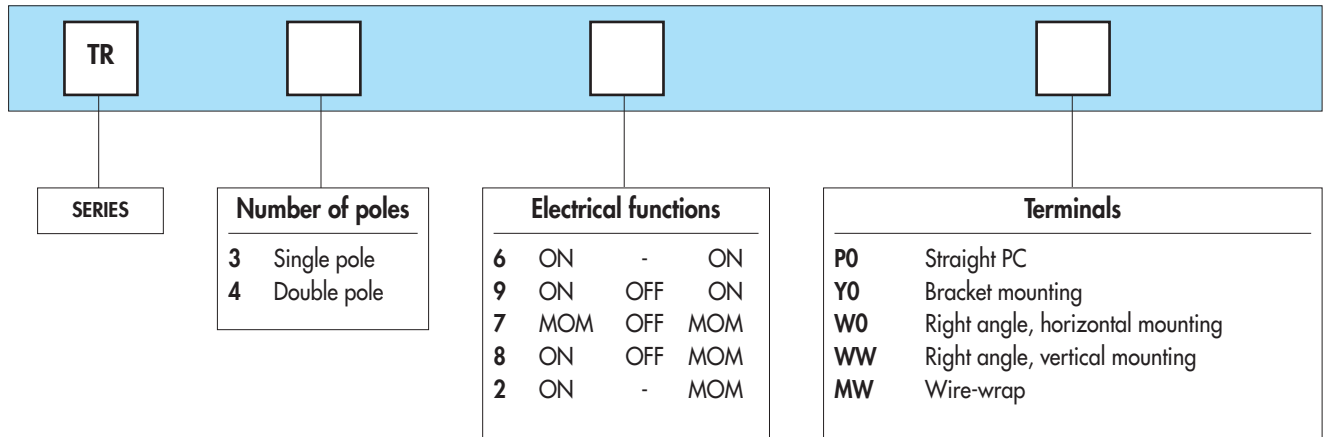 TR
SERIES
Number of poles
3 Single pole
4 Double pole
Electrical functions
6 ON - ON
9 ON OFF ON
7 MOM OFF MOM
8 ON OFF MOM
2 ON - MOM
Terminals
P0 Straight PC
Y0 Bracket mounting
W0 Right angle, horizontal mounting
WW Right angle, vertical mounting
MW Wire-wrap